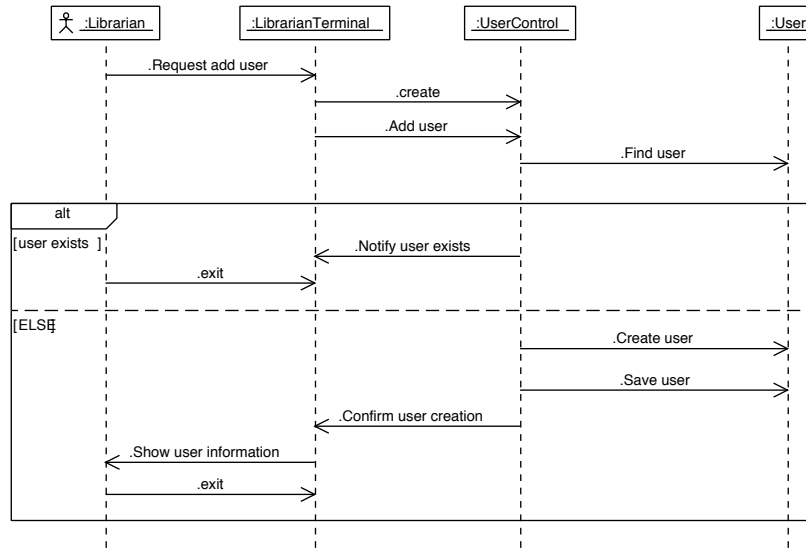 :Librarian
:LibrarianTerminal
:UserControl
:User
.Request add user
.create
.Add user
.Find user
alt
[user exists ]
.Notify user exists
.exit
[ELSE]
.Create user
.Save user
.Confirm user creation
.Show user information
.exit